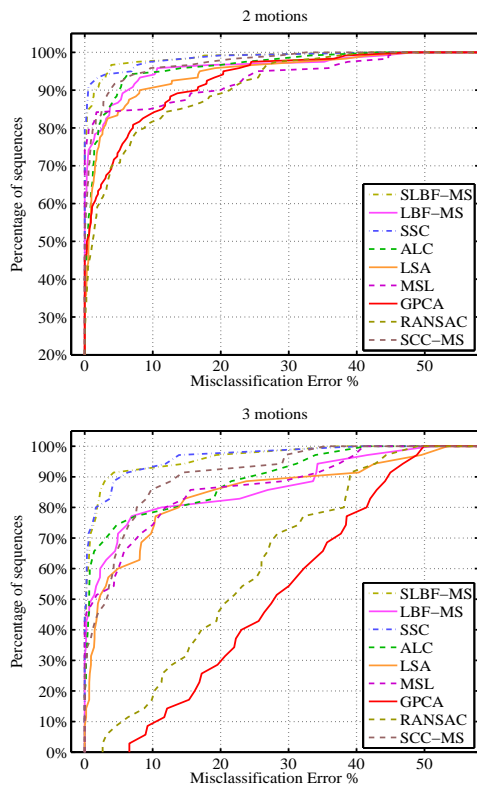 2 motions
100%
90%
80%
70%
60%
50%
40%
30%
20%
Percentage of sequences
SLBF−MS
LBF−MS
SSC
ALC
LSA
MSL
GPCA
RANSAC
SCC−MS
0 10 20 30 40 50
Misclassification Error %
3 motions
100%
90%
80%
70%
60%
50%
40%
30%
20%
10%
0%
Percentage of sequences
SLBF−MS
LBF−MS
SSC
ALC
LSA
MSL
GPCA
RANSAC
SCC−MS
0 10 20 30 40 50
Misclassification Error %